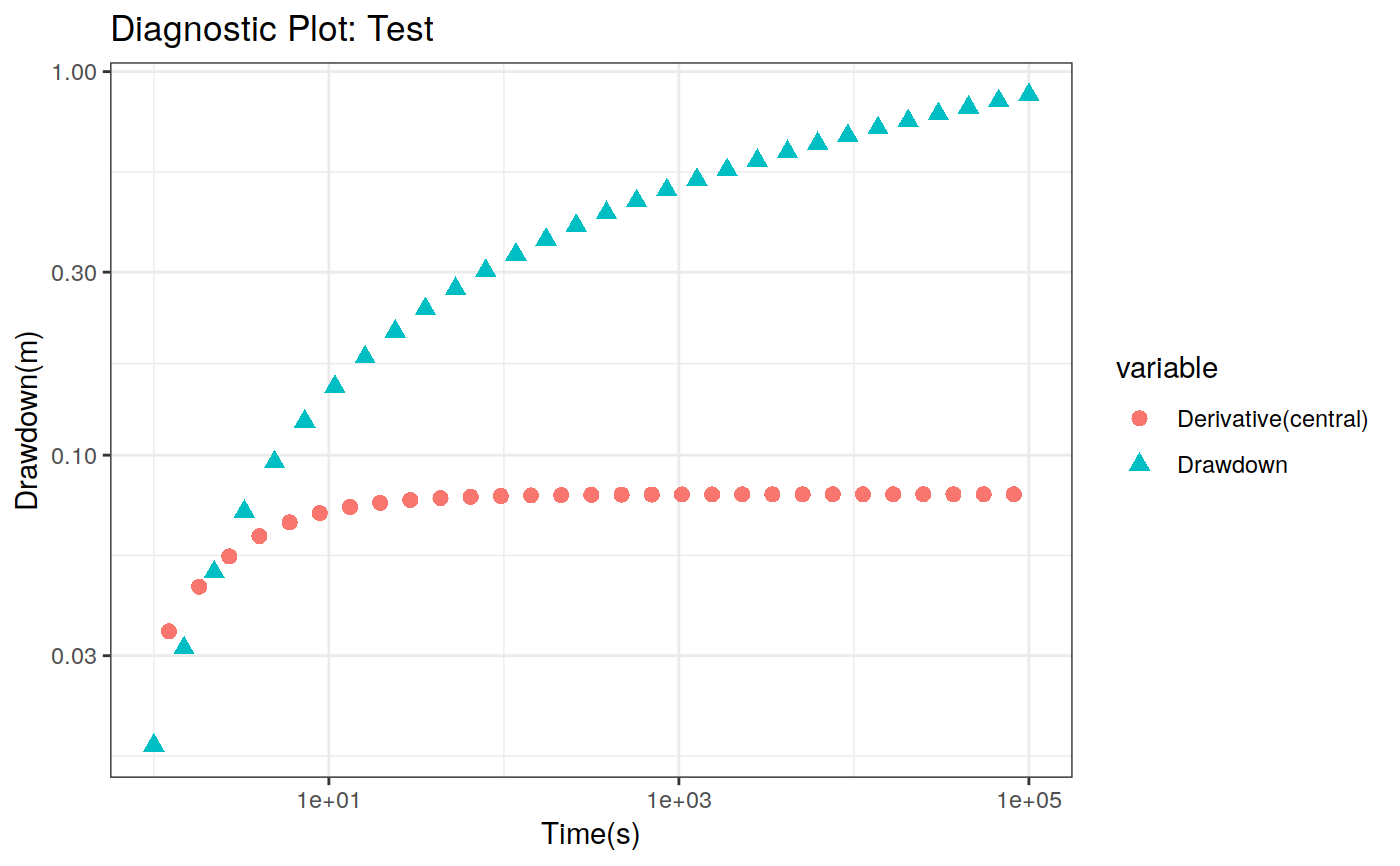 Diagnostic Plot: Test
1.00
0.30
0.10
0.03
Drawdown(m)
1e+01
1e+03
1e+05
Time(s)
variable
Derivative(central)
Drawdown